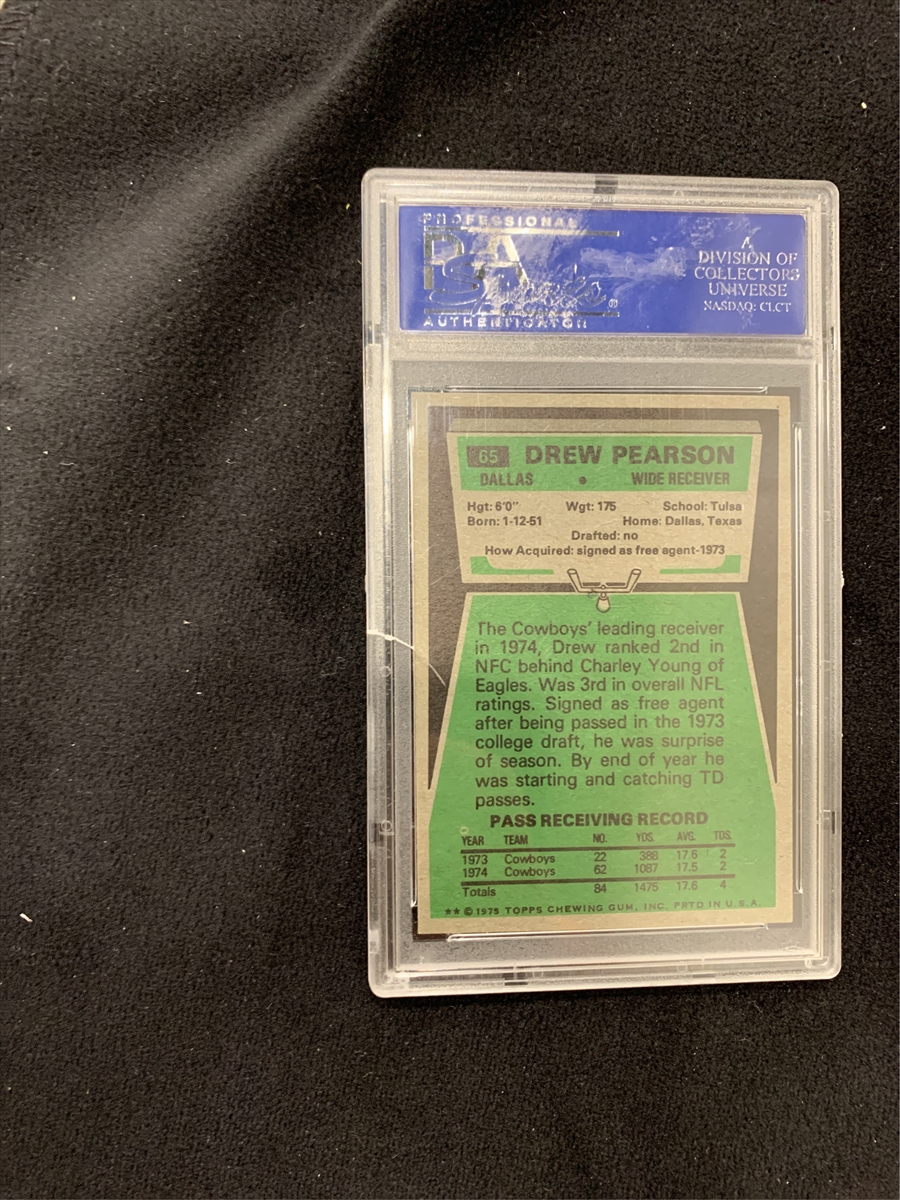 PROFESSIONAL
PSA
Sports
AUTHENTICATOR
A
DIVISION OF
COLLECTORS
UNIVERSE
NASDAQ: CLCT
65 DREW PEARSON
DALLAS • WIDE RECEIVER
Hgt: 6'0" Wgt: 175 School: Tulsa
Born: 1-12-51 Home: Dallas, Texas
Drafted: no
How Acquired: signed as free agent-1973
The Cowboys' leading receiver
in 1974, Drew ranked 2nd in
NFC behind Charley Young of
Eagles. Was 3rd in overall NFL
ratings. Signed as free agent
after being passed in the 1973
college draft, he was surprise
of season. By end of year he
was starting and catching TD
passes.
PASS RECEIVING RECORD
YEAR TEAM NO. YDS. AVG. TDS.
1973 Cowboys 22 388 17.6 2
1974 Cowboys 62 1087 17.5 2
Totals 84 1475 17.6 4
★★ © 1975 TOPPS CHEWING GUM, INC. PRTD IN U.S.A.